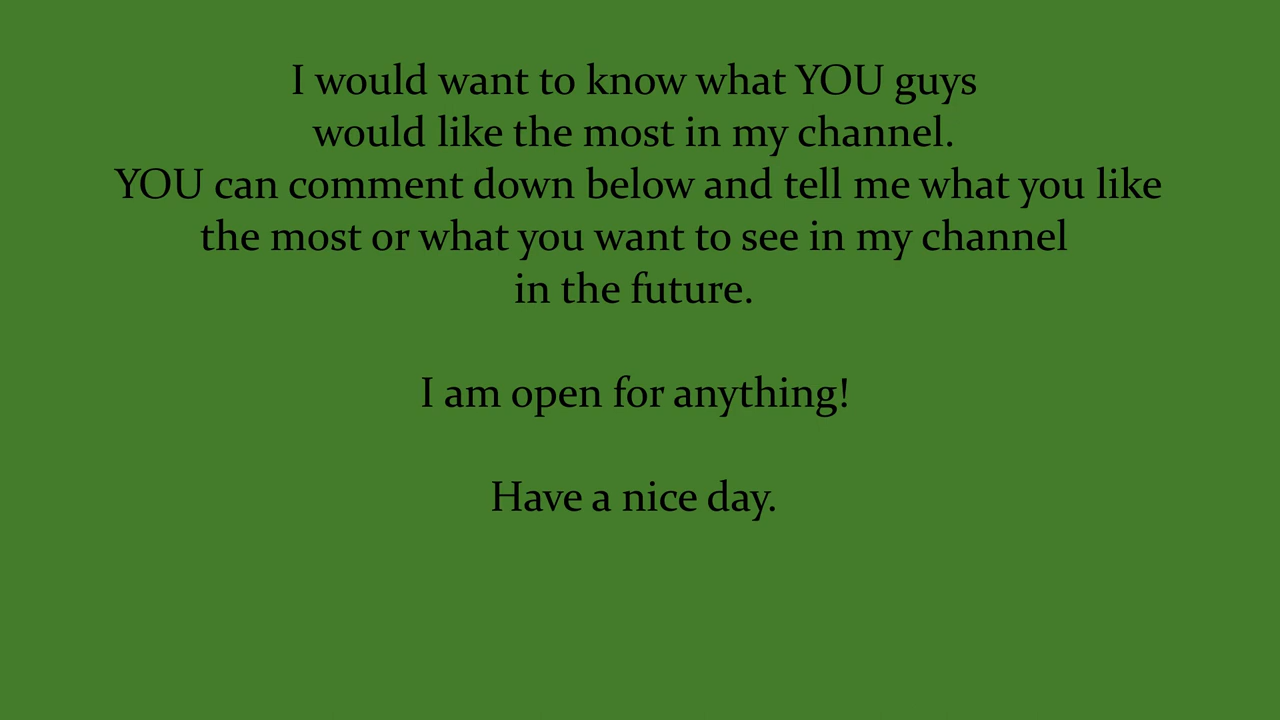 I would want to know what YOU guys
would like the most in my channel.
YOU can comment down below and tell me what you like
the most or what you want to see in my channel
in the future.
I am open for anything!
Have a nice day.